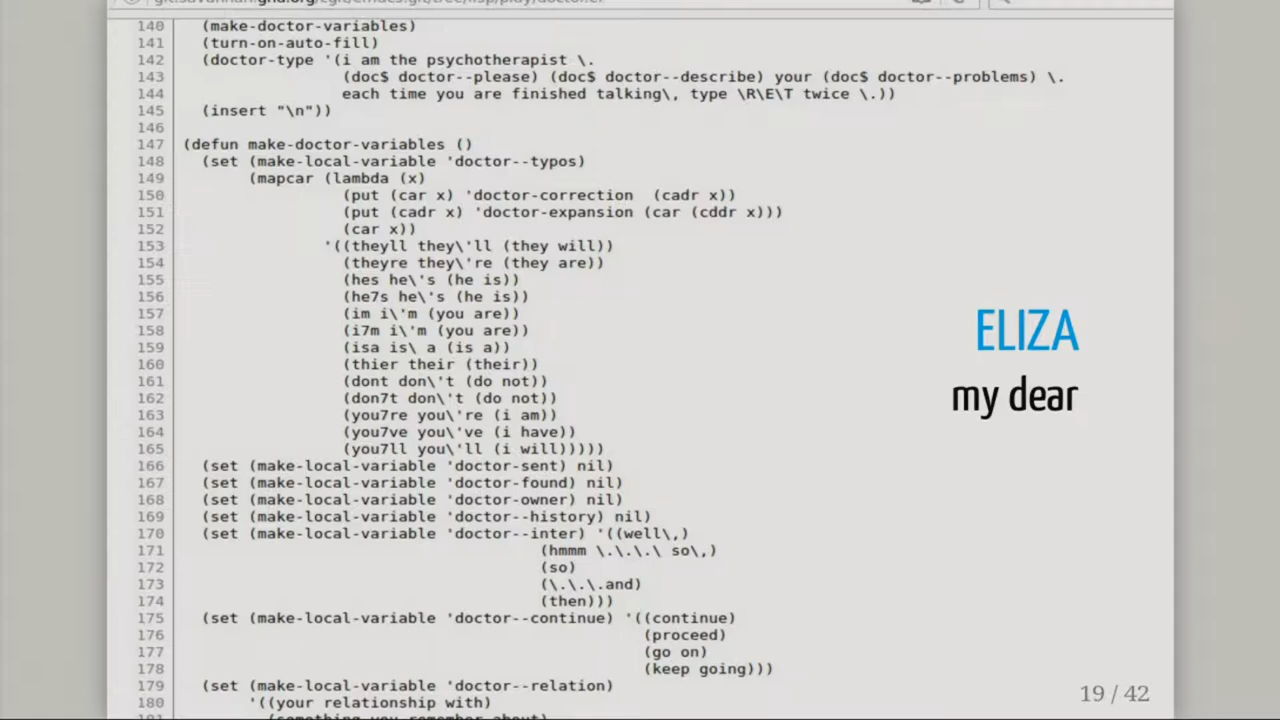 140 (make-doctor-variables)
141 (turn-on-auto-fill)
142 (doctor-type '(i am the psychotherapist \.
143 (doc$ doctor--please) (doc$ doctor--describe) your (doc$ doctor--problems) \.
144 each time you are finished talking\, type \R\E\T twice \.))
145 (insert "\n"))
146
147 (defun make-doctor-variables ()
148 (set (make-local-variable 'doctor--typos)
149 (mapcar (lambda (x)
150 (put (car x) 'doctor-correction  (cadr x))
151 (put (cadr x) 'doctor-expansion (car (cddr x)))
152 (car x))
153 '((theyll they\'ll (they will))
154 (theyre they\'re (they are))
155 (hes he\'s (he is))
156 (he7s he\'s (he is))
157 (im i\'m (you are))
158 (i7m i\'m (you are))
159 (isa is\ a (is a))
160 (thier their (their))
161 (dont don\'t (do not))
162 (don7t don\'t (do not))
163 (you7re you\'re (i am))
164 (you7ve you\'ve (i have))
165 (you7ll you\'ll (i will)))))
166 (set (make-local-variable 'doctor-sent) nil)
167 (set (make-local-variable 'doctor-found) nil)
168 (set (make-local-variable 'doctor-owner) nil)
169 (set (make-local-variable 'doctor--history) nil)
170 (set (make-local-variable 'doctor--inter) '((well\,)
171 (hmmm \.\.\.\ so\,)
172 (so)
173 (\.\.\.and)
174 (then)))
175 (set (make-local-variable 'doctor--continue) '((continue)
176 (proceed)
177 (go on)
178 (keep going)))
179 (set (make-local-variable 'doctor--relation)
180 '((your relationship with)
(something you remember about)
ELIZA
my dear
19 / 42